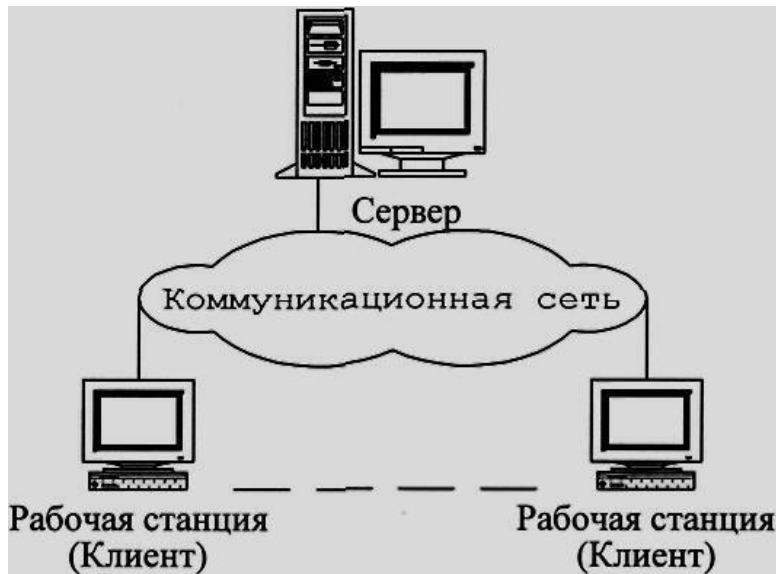 Сервер
Коммуникационная сеть
Рабочая станция
(Клиент)
Рабочая станция
(Клиент)